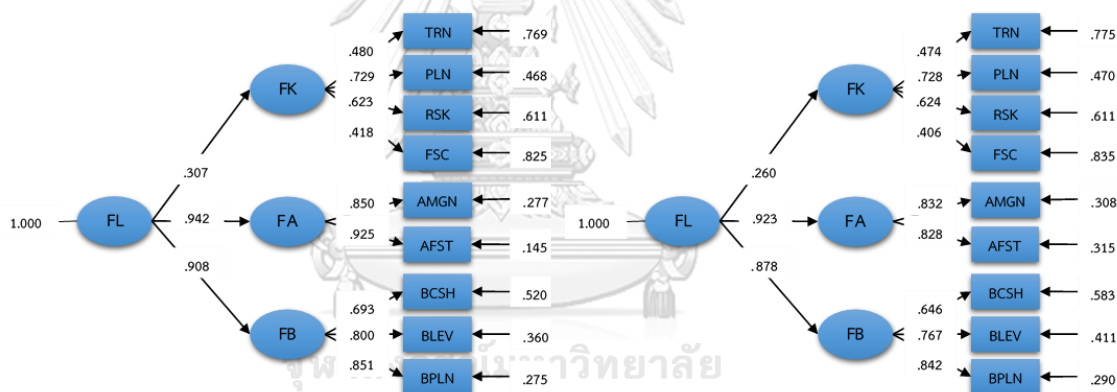 TRN
.769
.480
PLN
.468
.729
FK
RSK
.611
.623
FSC
.825
.418
.307
AMGN
.277
.850
1.000
FL
.942
FA
AFST
.145
.925
.908
BCSH
.520
.693
FB
BLEV
.360
.800
BPLN
.275
.851
TRN
.775
.474
PLN
.470
.728
FK
RSK
.611
.624
FSC
.835
.406
.260
AMGN
.308
.832
1.000
FL
.923
FA
AFST
.315
.828
.878
BCSH
.583
.646
FB
BLEV
.411
.767
BPLN
.290
.842